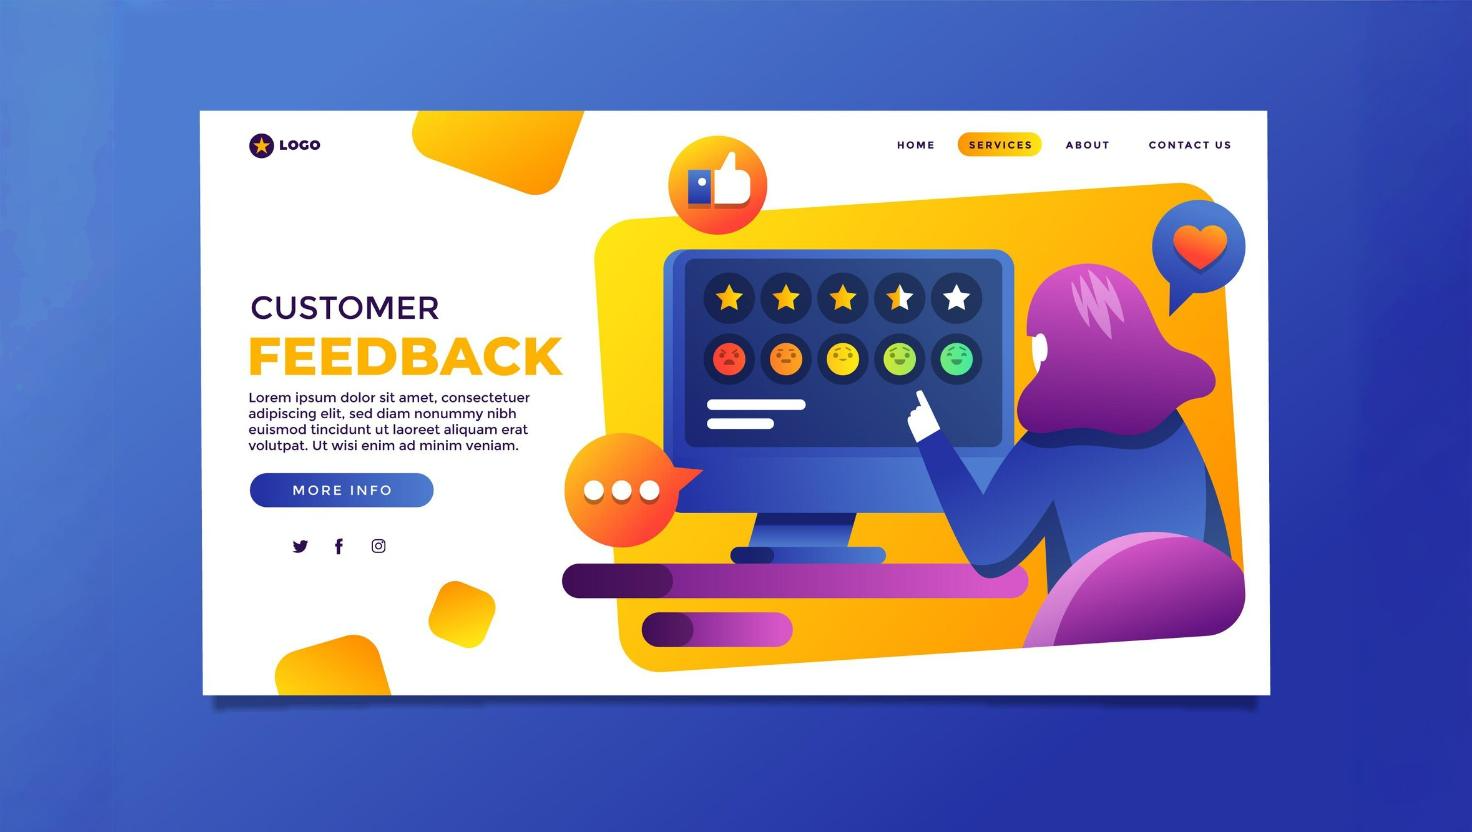 LOGO
HOME SERVICES ABOUT CONTACT US
CUSTOMER
FEEDBACK
Lorem ipsum dolor sit amet, consectetuer
adipiscing elit, sed diam nonummy nibh
euismod tincidunt ut laoreet aliquam erat
volutpat. Ut wisi enim ad minim veniam.
MORE INFO